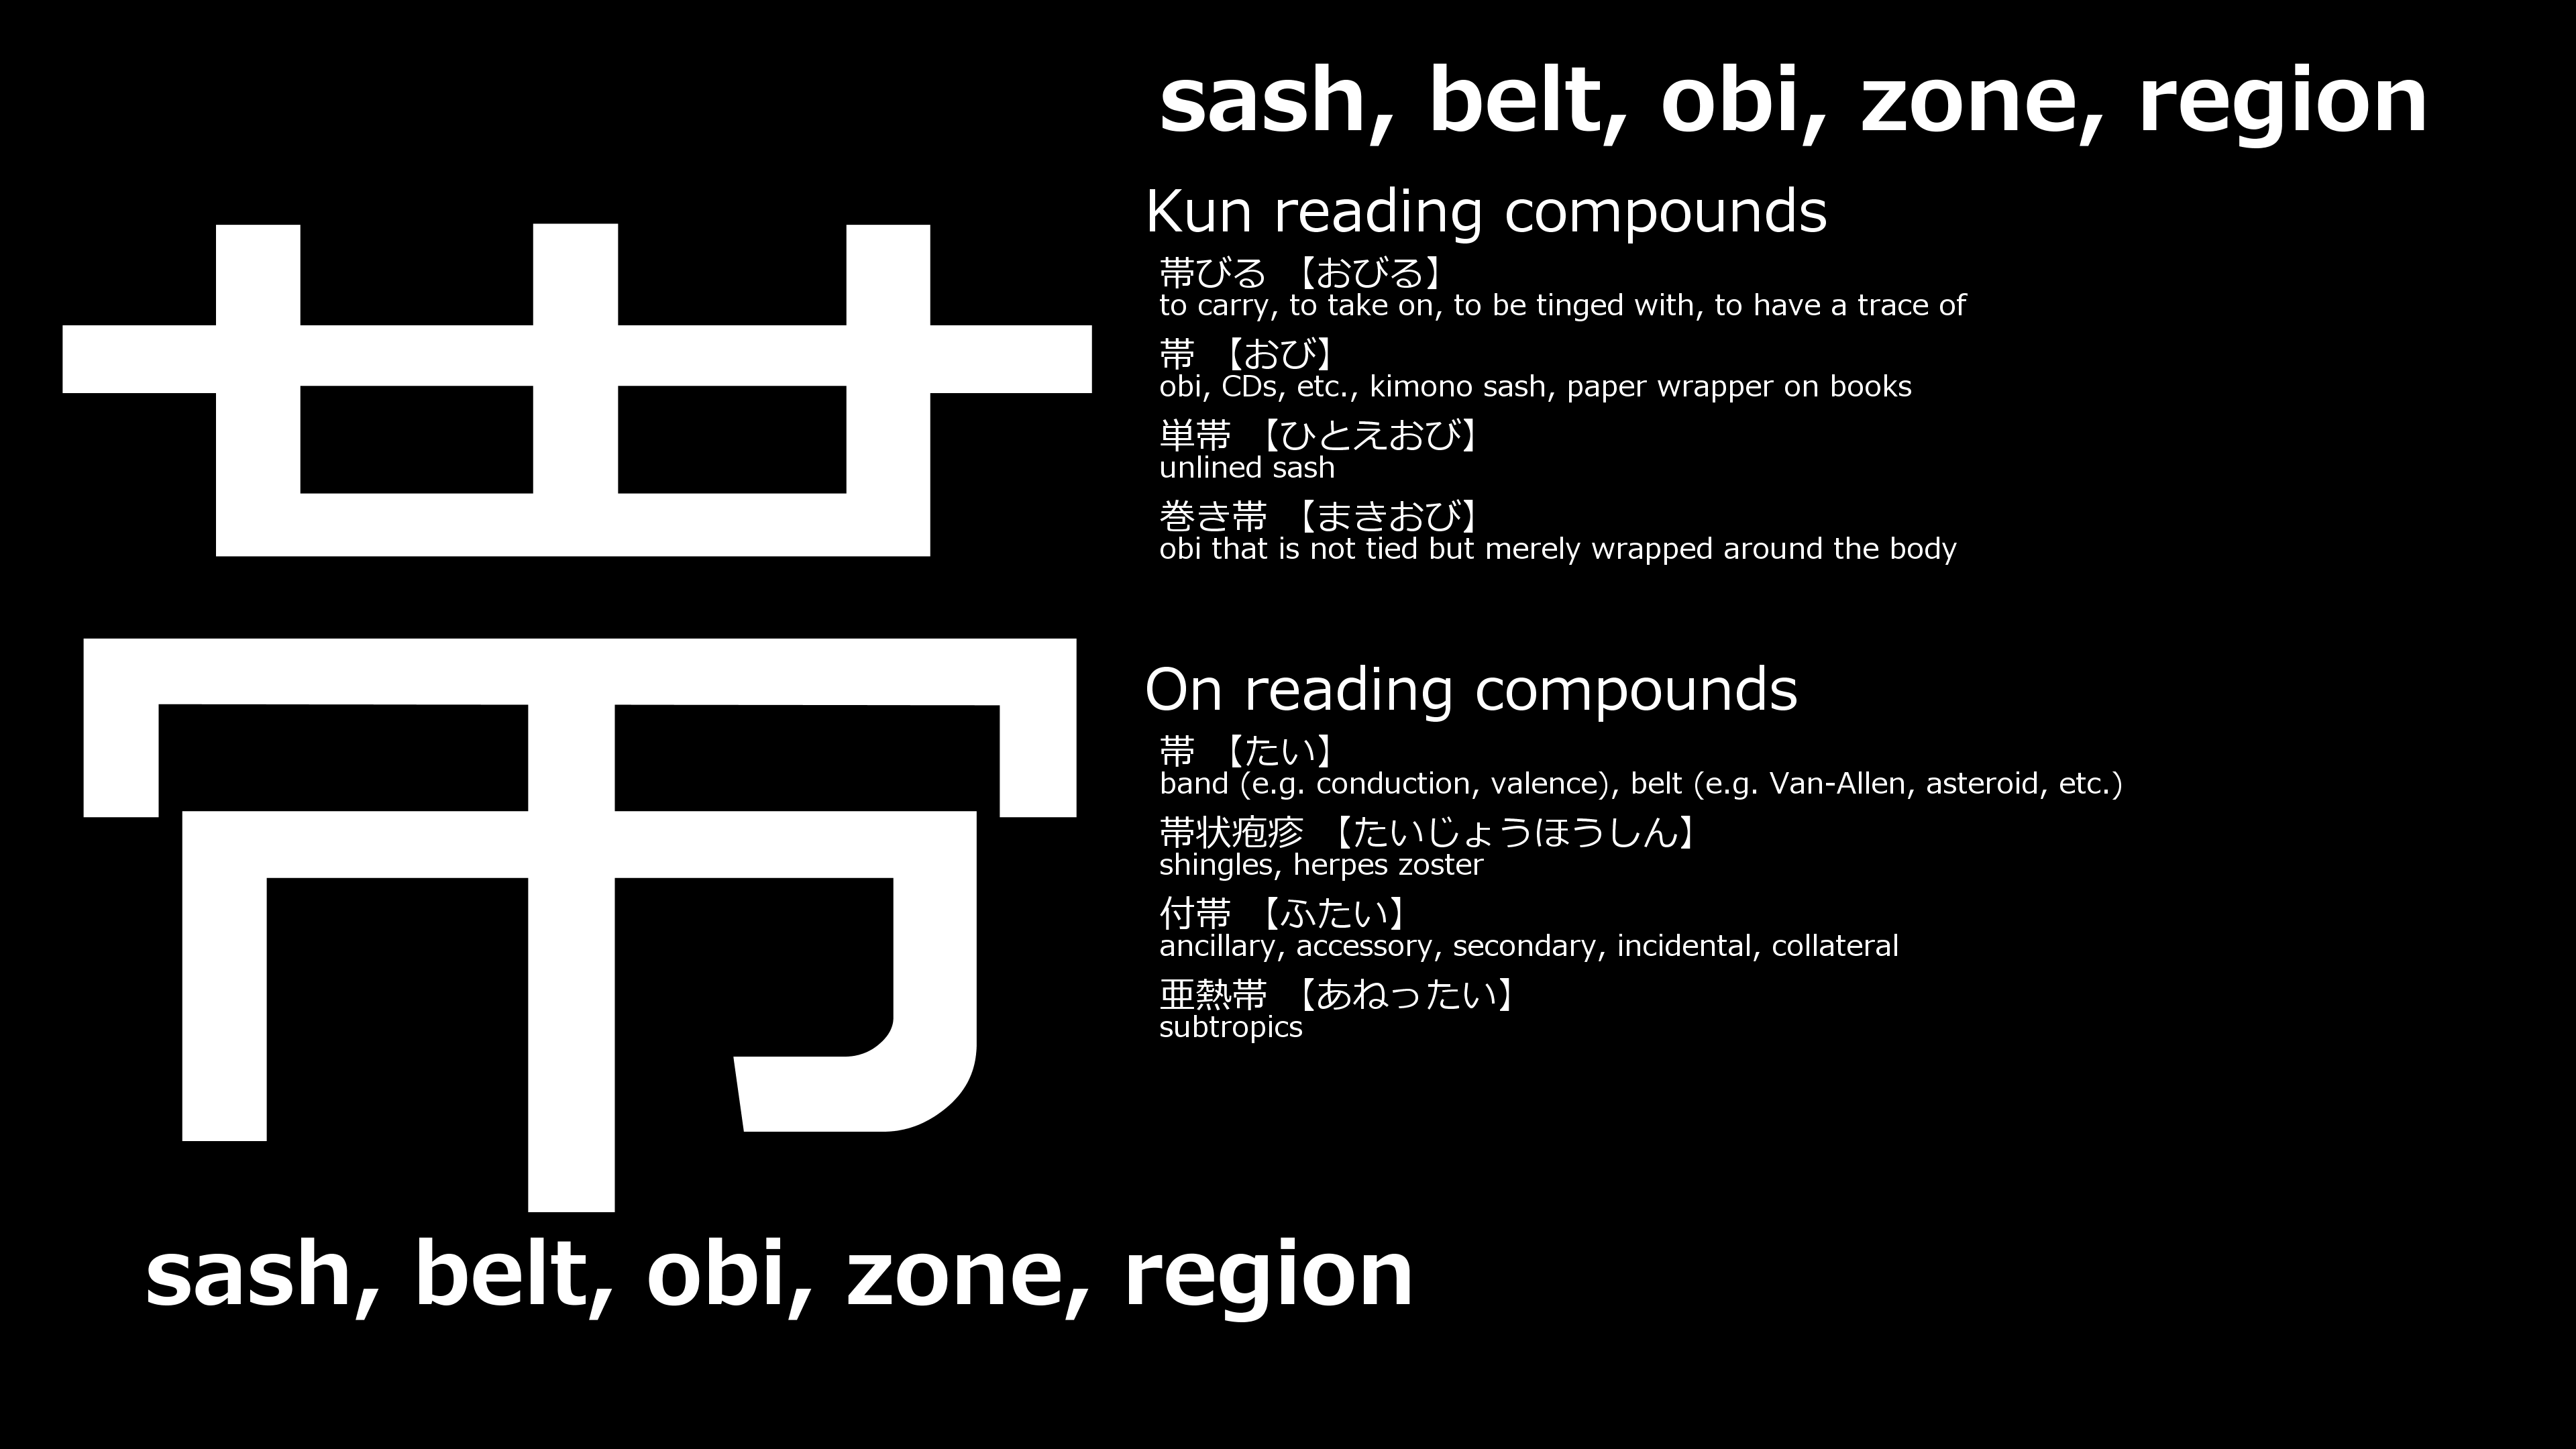 帯
sash, belt, obi, zone, region
sash, belt, obi, zone, region
Kun reading compounds
帯びる 【おびる】
to carry, to take on, to be tinged with, to have a trace of
帯 【おび】
obi, CDs, etc., kimono sash, paper wrapper on books
単帯 【ひとえおび】
unlined sash
巻き帯 【まきおび】
obi that is not tied but merely wrapped around the body
On reading compounds
帯 【たい】
band (e.g. conduction, valence), belt (e.g. Van-Allen, asteroid, etc.)
帯状疱疹 【たいじょうほうしん】
shingles, herpes zoster
付帯 【ふたい】
ancillary, accessory, secondary, incidental, collateral
亜熱帯 【あねったい】
subtropics